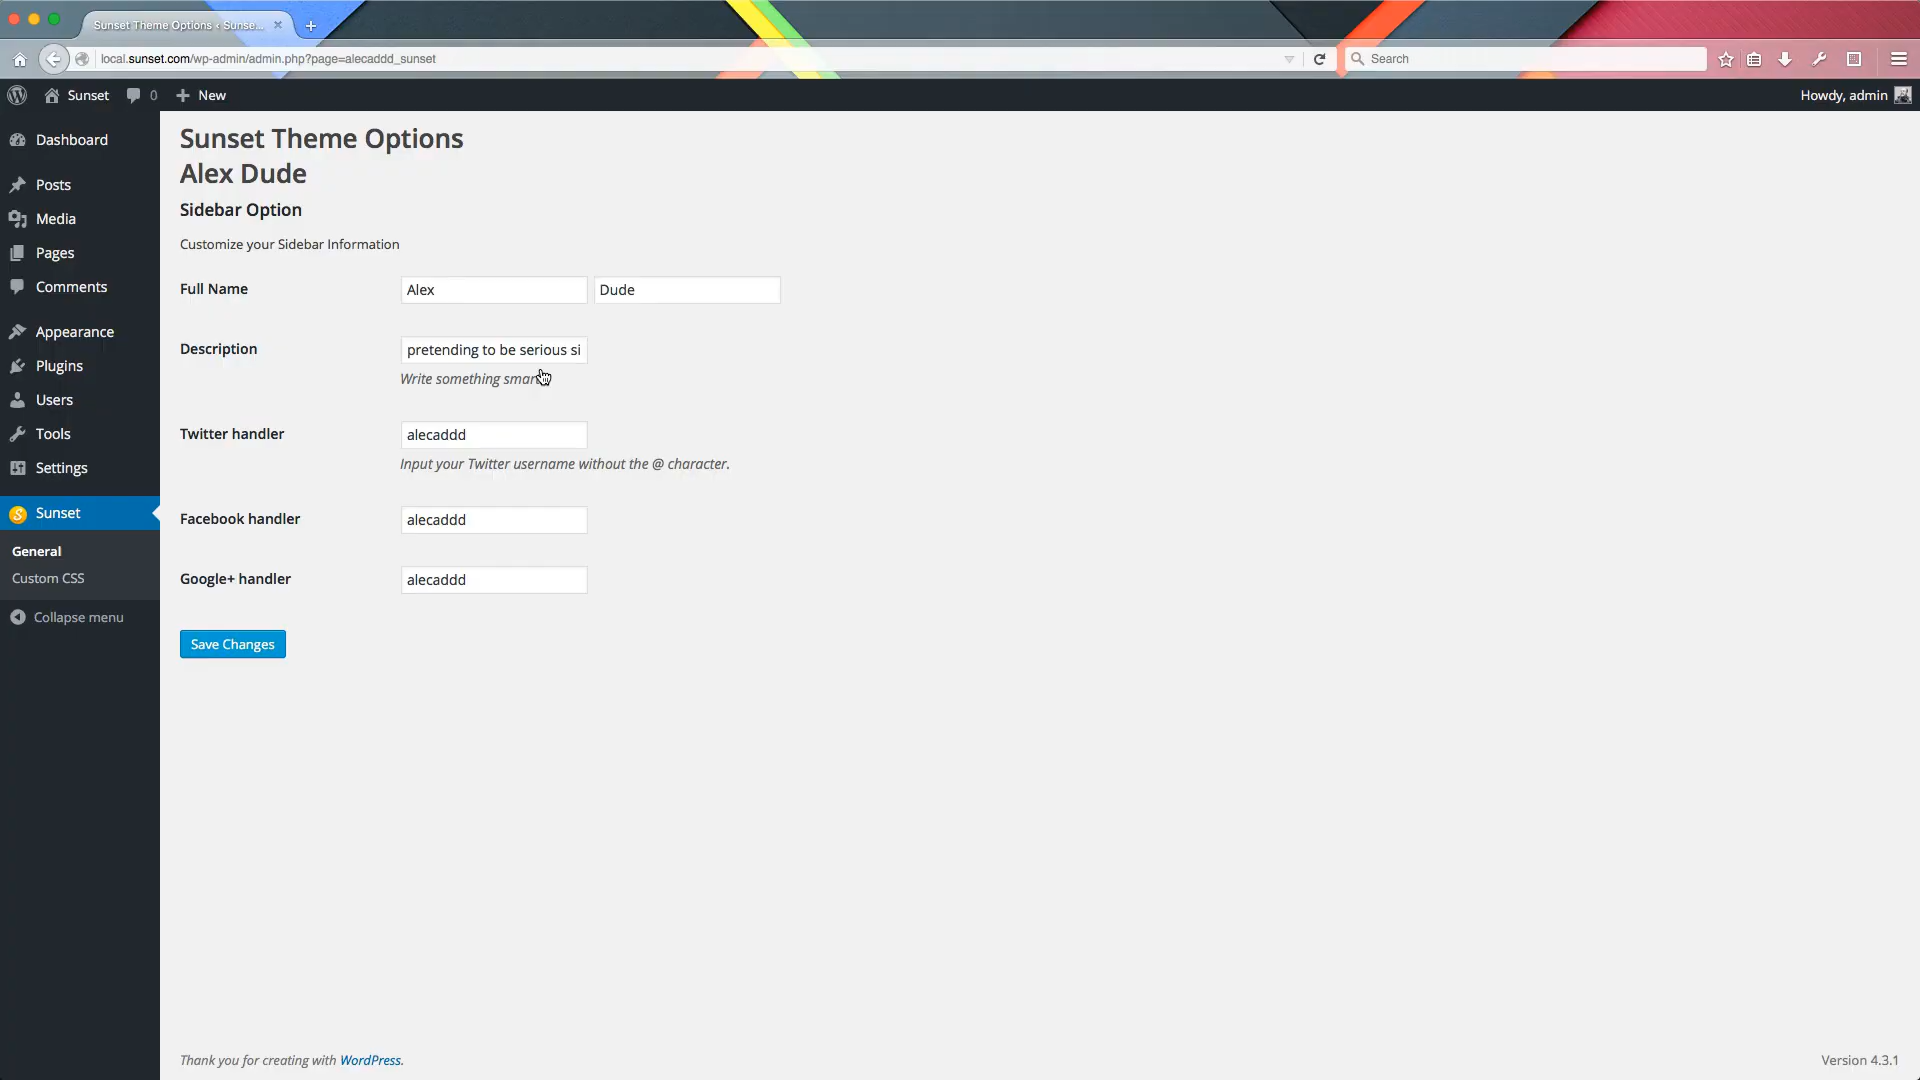 Sunset Theme Options ‹ Sunse...
local.sunset.com/wp-admin/admin.php?page=alecaddd_sunset
Search
Sunset
0
New
Howdy, admin
Dashboard
Posts
Media
Pages
Comments
Appearance
Plugins
Users
Tools
Settings
Sunset
General
Custom CSS
Collapse menu
Sunset Theme Options
Alex Dude
Sidebar Option
Customize your Sidebar Information
Full Name
Alex
Dude
Description
pretending to be serious si
Write something smar
Twitter handler
alecaddd
Input your Twitter username without the @ character.
Facebook handler
alecaddd
Google+ handler
alecaddd
Save Changes
Thank you for creating with WordPress.
Version 4.3.1